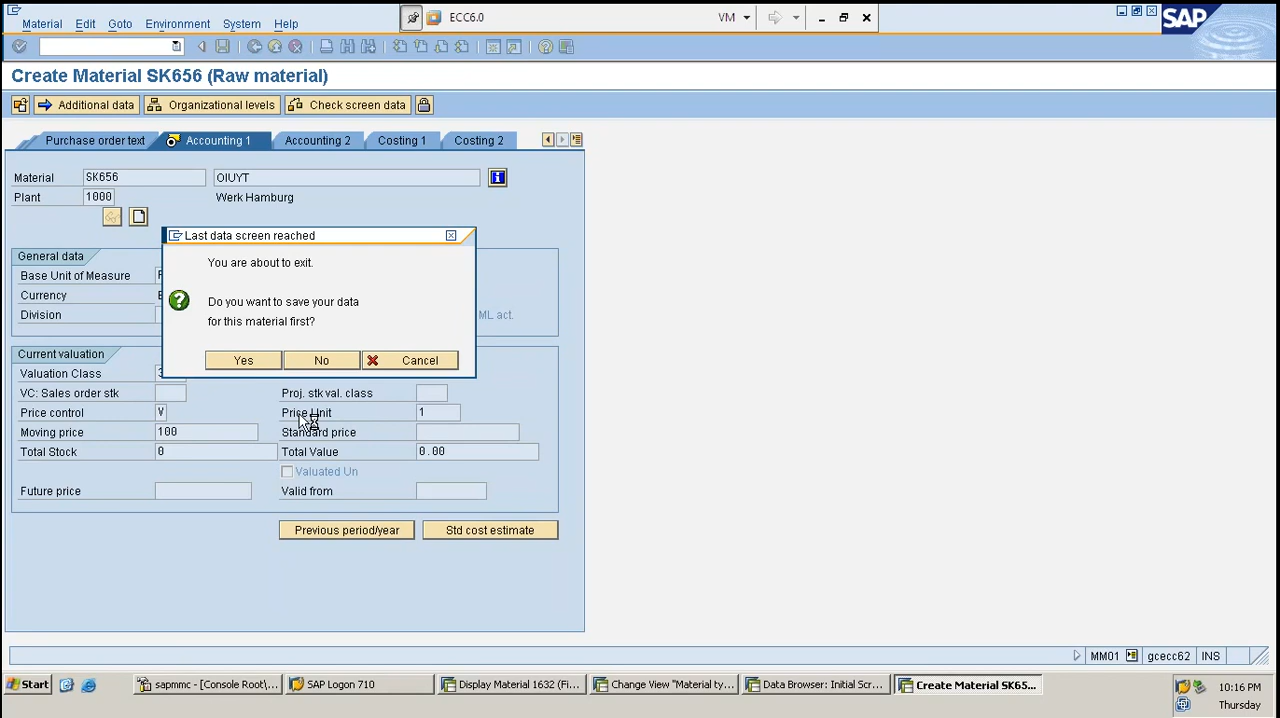 Material Edit Goto Environment System Help
ECC6.0
VM
SAP
Create Material SK656 (Raw material)
Additional data Organizational levels Check screen data
Purchase order text Accounting 1 Accounting 2 Costing 1 Costing 2
Material SK656 OIUYT
Plant 1000 Werk Hamburg
Last data screen reached
You are about to exit.
Do you want to save your data
for this material first?
Yes No Cancel
General data
Base Unit of Measure
Currency
Division ML act.
Current valuation
Valuation Class 3
VC: Sales order stk Proj. stk val. class
Price control V Price Unit 1
Moving price 100 Standard price
Total Stock 0 Total Value 0.00
Valuated Un
Future price Valid from
Previous period/year Std cost estimate
MM01 gcecc62 INS
Start sapmmc - [Console Root\... SAP Logon 710 Display Material 1632 (Fi... Change View "Material ty... Data Browser: Initial Scr... Create Material SK65... 10:16 PM
Thursday